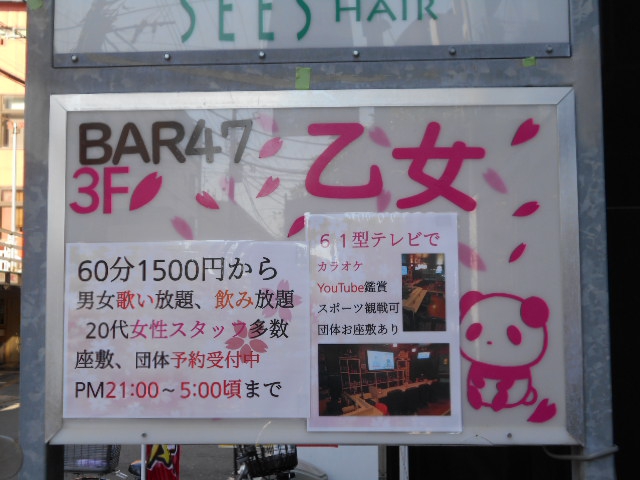 SEES HAIR
BAR47 乙女
3F
60分1500円から
男女歌い放題、飲み放題
20代女性スタッフ多数
座敷、団体予約受付中
PM21:00～5:00頃まで
61型テレビで
カラオケ
YouTube鑑賞
スポーツ観戦可
団体お座敷あり